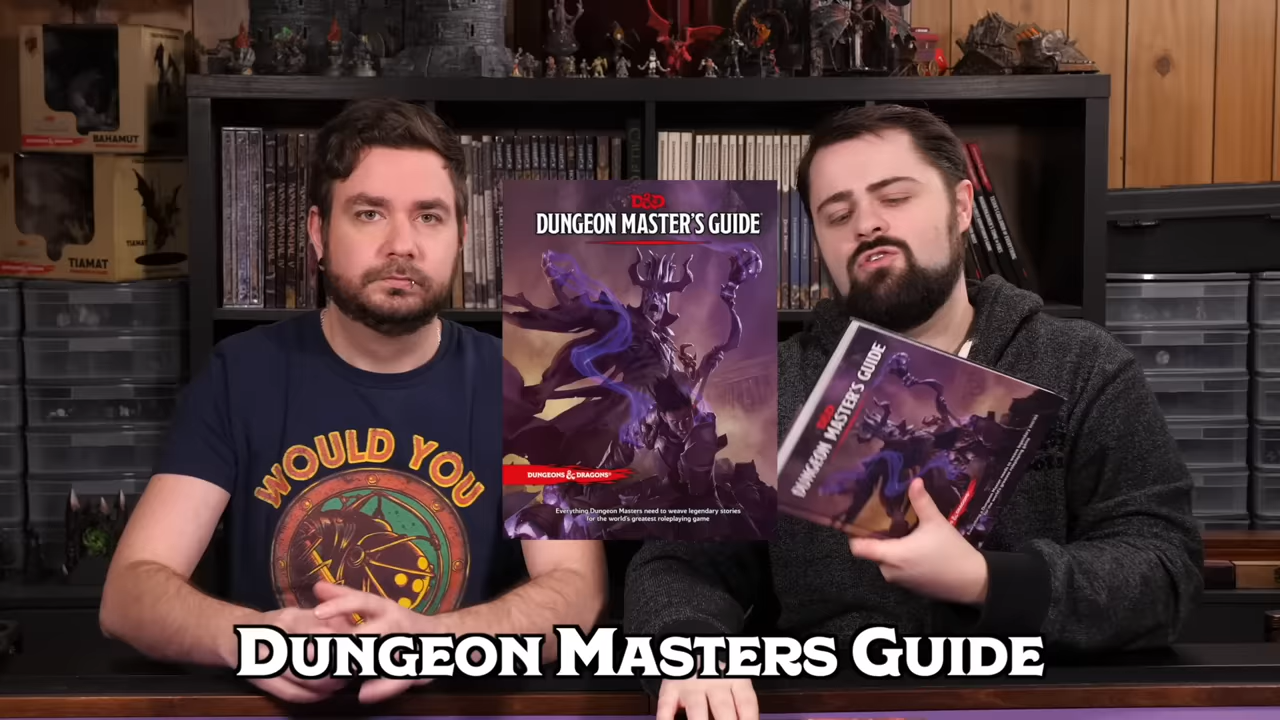 BAHAMUT
TIAMAT
TIAMAT
D&D
DUNGEON MASTER'S GUIDE
DUNGEONS & DRAGONS®
Everything Dungeon Masters need to weave legendary stories
for the world's greatest roleplaying game
D&D
DUNGEON MASTER'S GUIDE
WOULD YOU
DUNGEON MASTERS GUIDE